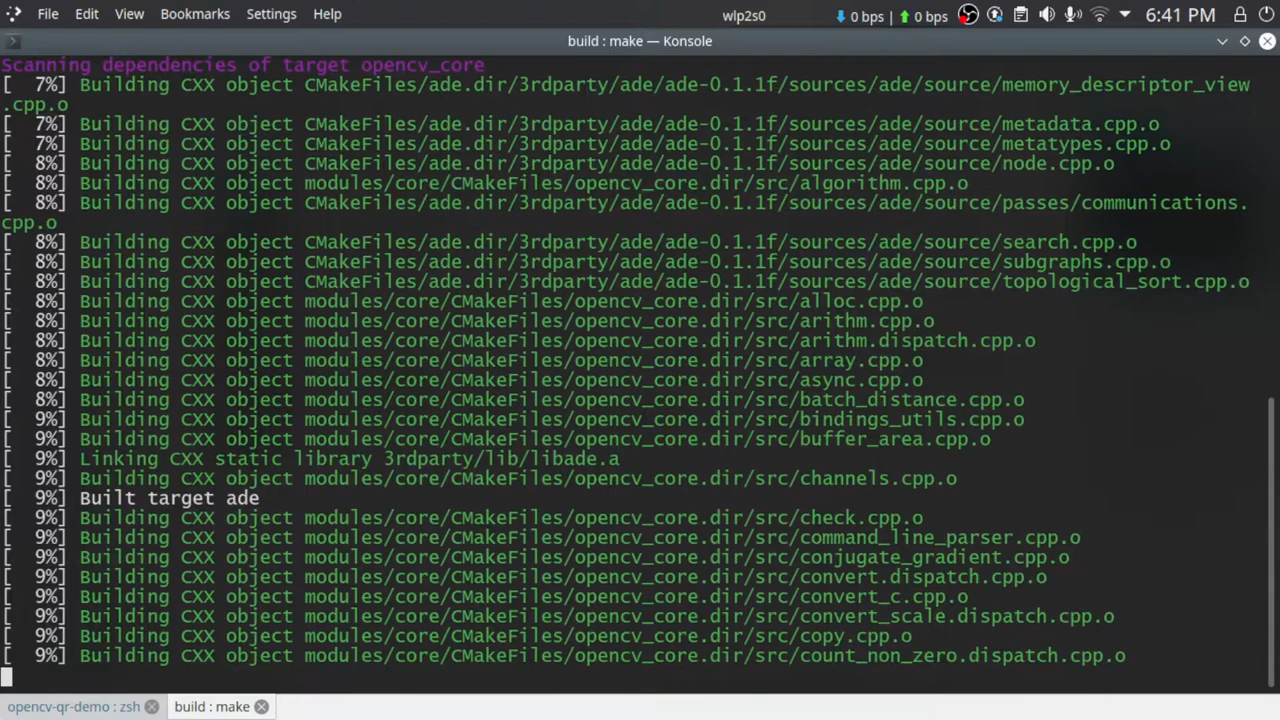 File Edit View Bookmarks Settings Help wlp2s0 0 bps | 0 bps 6:41 PM
build : make — Konsole
Scanning dependencies of target opencv_core
[  7%] Building CXX object CMakeFiles/ade.dir/3rdparty/ade/ade-0.1.1f/sources/ade/source/memory_descriptor_view
.cpp.o
[  7%] Building CXX object CMakeFiles/ade.dir/3rdparty/ade/ade-0.1.1f/sources/ade/source/metadata.cpp.o
[  7%] Building CXX object CMakeFiles/ade.dir/3rdparty/ade/ade-0.1.1f/sources/ade/source/metatypes.cpp.o
[  8%] Building CXX object CMakeFiles/ade.dir/3rdparty/ade/ade-0.1.1f/sources/ade/source/node.cpp.o
[  8%] Building CXX object modules/core/CMakeFiles/opencv_core.dir/src/algorithm.cpp.o
[  8%] Building CXX object CMakeFiles/ade.dir/3rdparty/ade/ade-0.1.1f/sources/ade/source/passes/communications.
cpp.o
[  8%] Building CXX object CMakeFiles/ade.dir/3rdparty/ade/ade-0.1.1f/sources/ade/source/search.cpp.o
[  8%] Building CXX object CMakeFiles/ade.dir/3rdparty/ade/ade-0.1.1f/sources/ade/source/subgraphs.cpp.o
[  8%] Building CXX object CMakeFiles/ade.dir/3rdparty/ade/ade-0.1.1f/sources/ade/source/topological_sort.cpp.o
[  8%] Building CXX object modules/core/CMakeFiles/opencv_core.dir/src/alloc.cpp.o
[  8%] Building CXX object modules/core/CMakeFiles/opencv_core.dir/src/arithm.cpp.o
[  8%] Building CXX object modules/core/CMakeFiles/opencv_core.dir/src/arithm.dispatch.cpp.o
[  8%] Building CXX object modules/core/CMakeFiles/opencv_core.dir/src/array.cpp.o
[  8%] Building CXX object modules/core/CMakeFiles/opencv_core.dir/src/async.cpp.o
[  8%] Building CXX object modules/core/CMakeFiles/opencv_core.dir/src/batch_distance.cpp.o
[  9%] Building CXX object modules/core/CMakeFiles/opencv_core.dir/src/bindings_utils.cpp.o
[  9%] Building CXX object modules/core/CMakeFiles/opencv_core.dir/src/buffer_area.cpp.o
[  9%] Linking CXX static library 3rdparty/lib/libade.a
[  9%] Building CXX object modules/core/CMakeFiles/opencv_core.dir/src/channels.cpp.o
[  9%] Built target ade
[  9%] Building CXX object modules/core/CMakeFiles/opencv_core.dir/src/check.cpp.o
[  9%] Building CXX object modules/core/CMakeFiles/opencv_core.dir/src/command_line_parser.cpp.o
[  9%] Building CXX object modules/core/CMakeFiles/opencv_core.dir/src/conjugate_gradient.cpp.o
[  9%] Building CXX object modules/core/CMakeFiles/opencv_core.dir/src/convert.dispatch.cpp.o
[  9%] Building CXX object modules/core/CMakeFiles/opencv_core.dir/src/convert_c.cpp.o
[  9%] Building CXX object modules/core/CMakeFiles/opencv_core.dir/src/convert_scale.dispatch.cpp.o
[  9%] Building CXX object modules/core/CMakeFiles/opencv_core.dir/src/copy.cpp.o
[  9%] Building CXX object modules/core/CMakeFiles/opencv_core.dir/src/count_non_zero.dispatch.cpp.o
opencv-qr-demo : zsh build : make